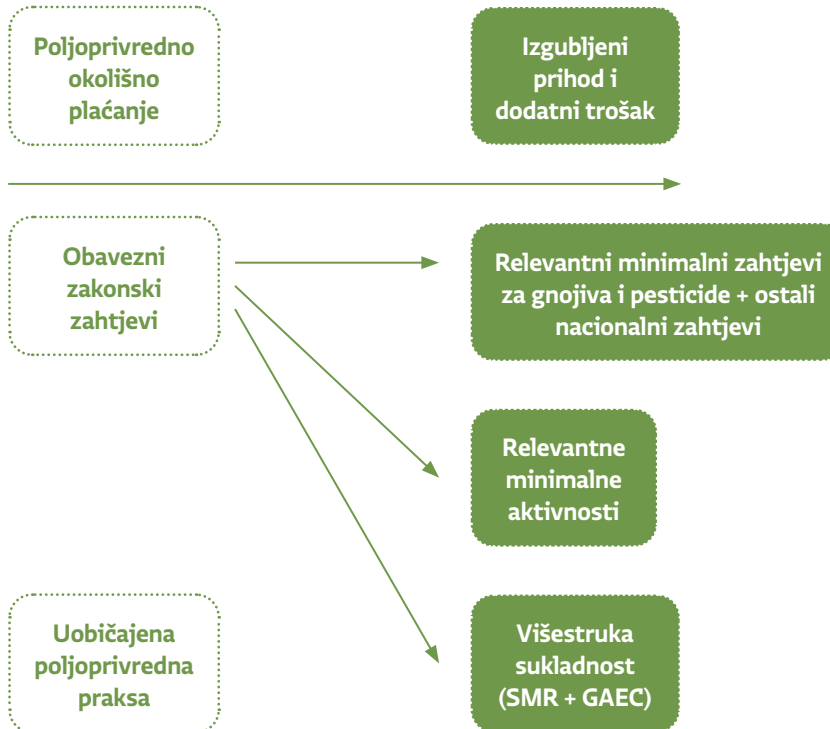 Poljoprivredno
okolišno
plaćanje
Izgubljeni
prihod i
dodatni trošak
Obavezni
zakonski
zahtjevi
Relevantni minimalni zahtjevi
za gnojiva i pesticide + ostali
nacionalni zahtjevi
Relevantne
minimalne
aktivnosti
Uobičajena
poljoprivredna
praksa
Višestruka
sukladnost
(SMR + GAEC)